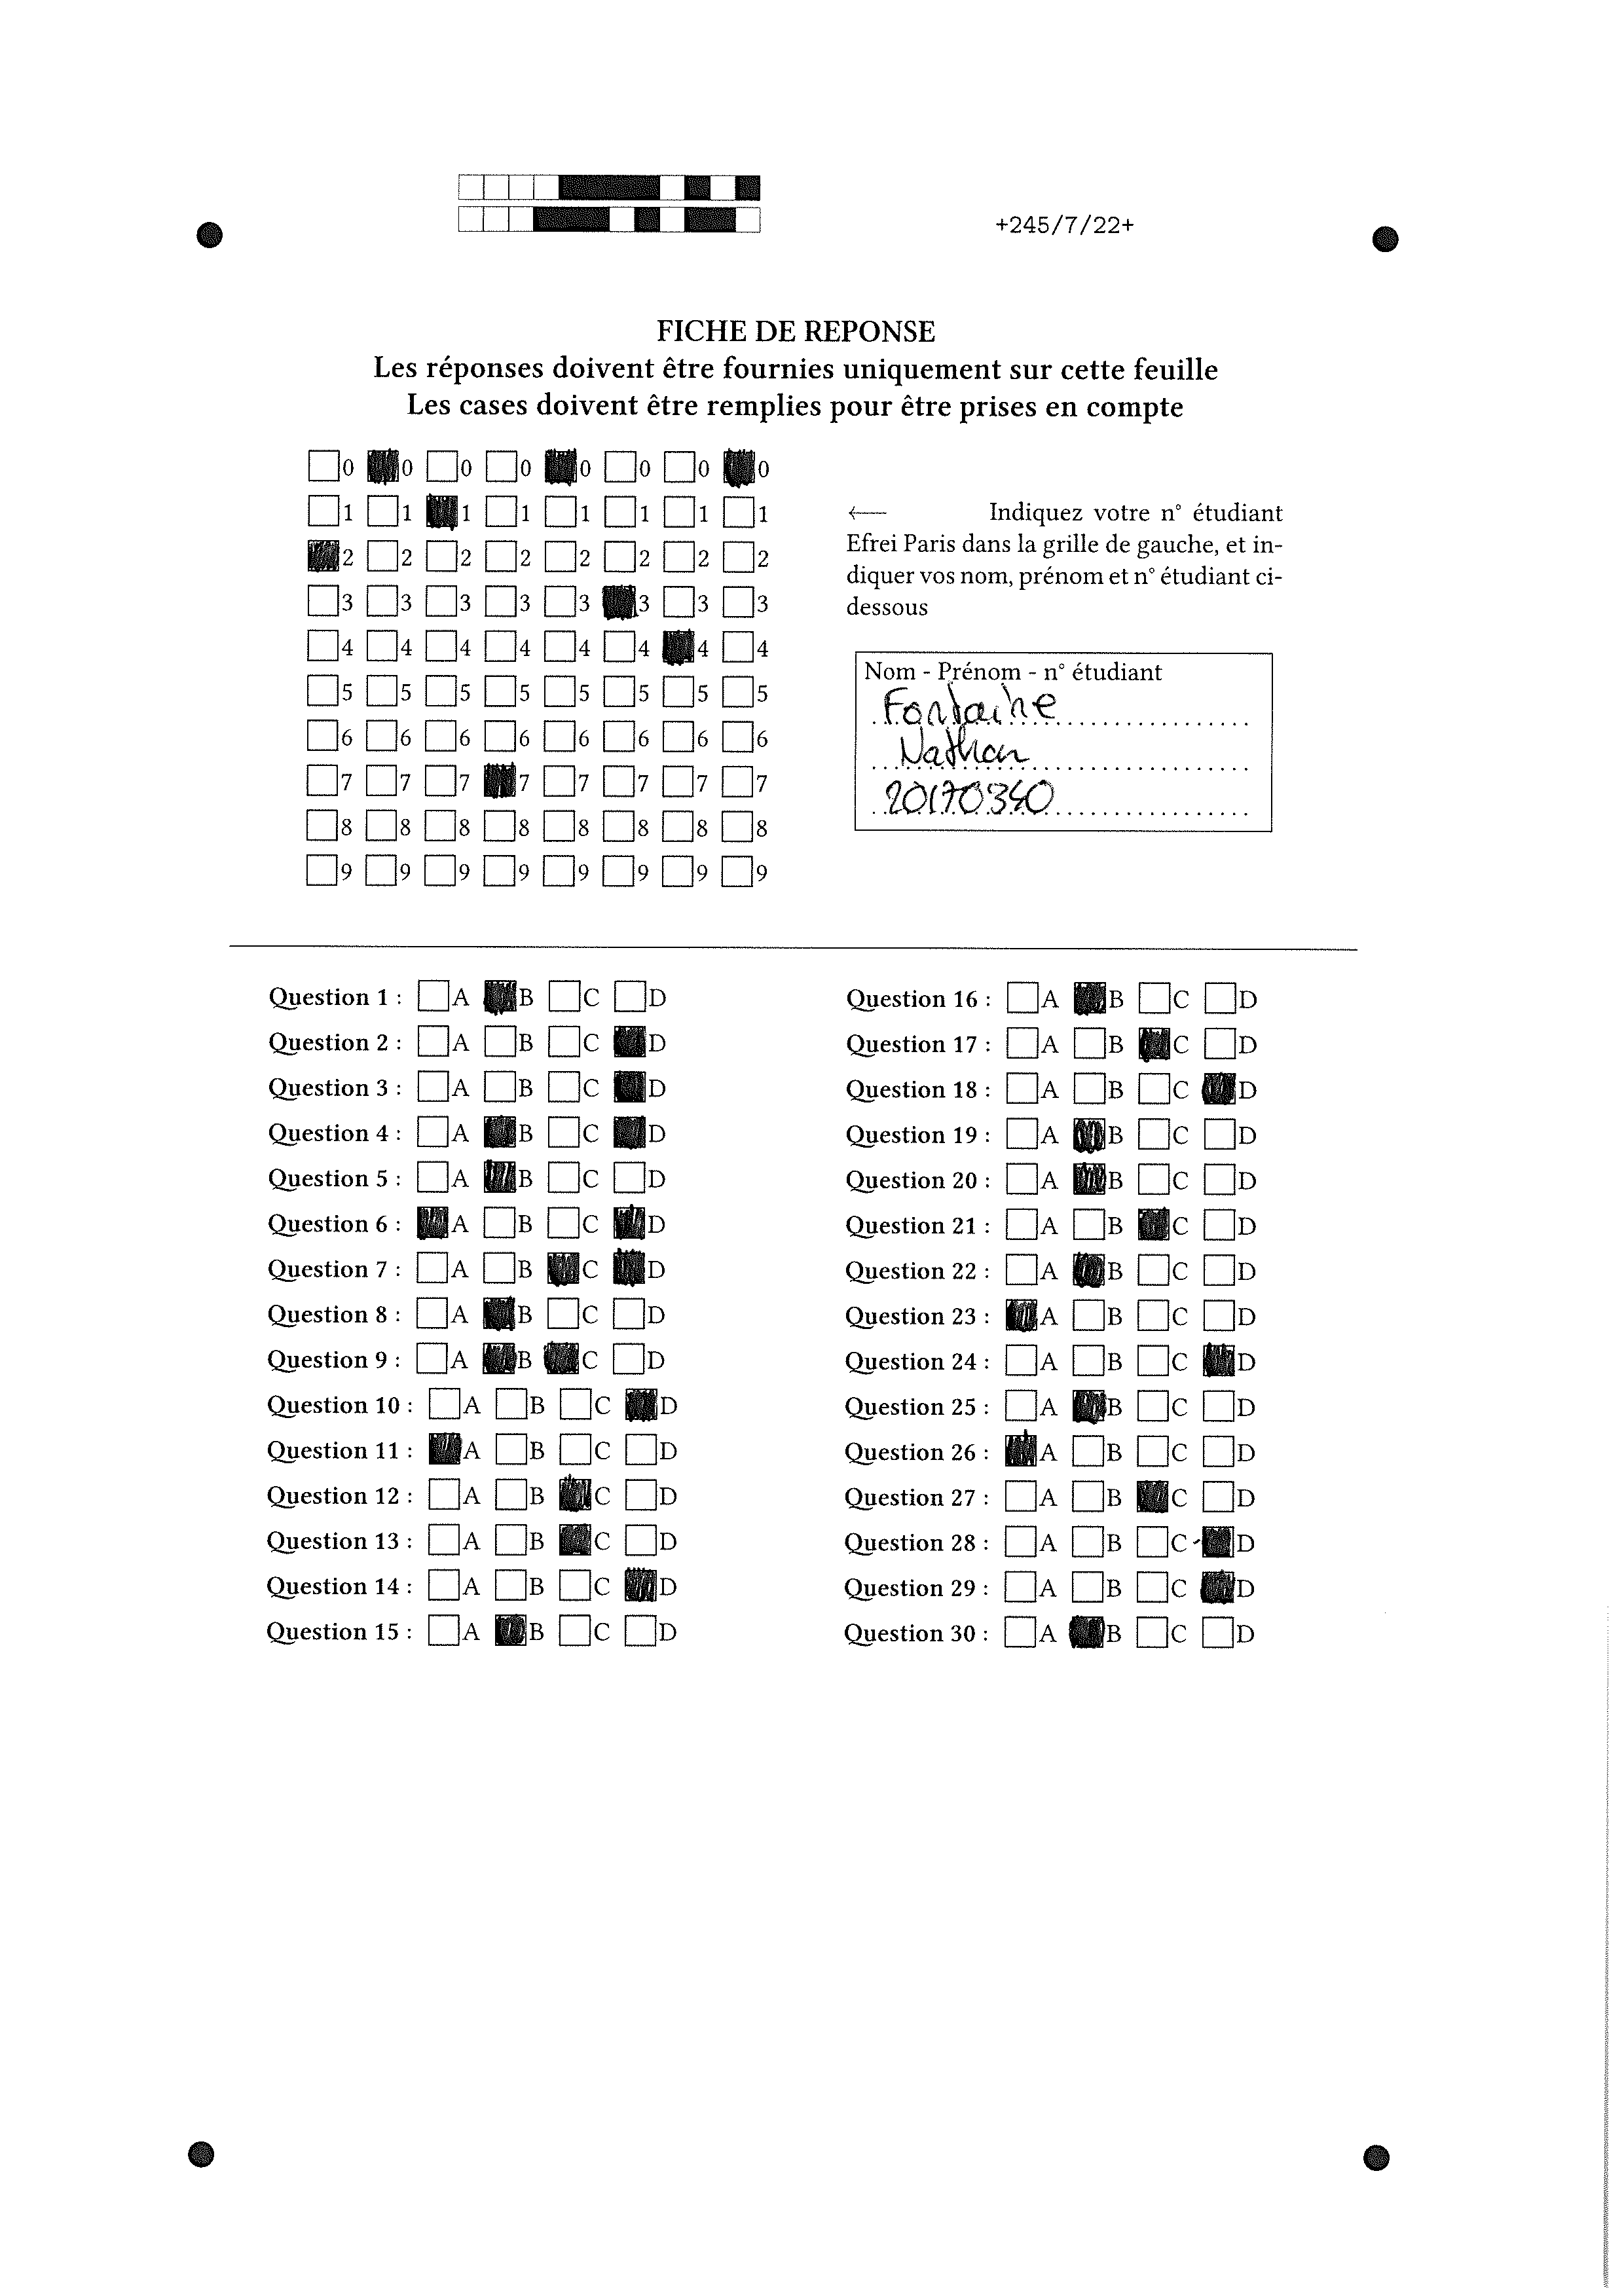 +245/7/22+
FICHE DE REPONSE
Les réponses doivent être fournies uniquement sur cette feuille
Les cases doivent être remplies pour être prises en compte
0 0 0 0 0 0 0 0
1 1 1 1 1 1 1 1
2 2 2 2 2 2 2 2
3 3 3 3 3 3 3 3
4 4 4 4 4 4 4 4
5 5 5 5 5 5 5 5
6 6 6 6 6 6 6 6
7 7 7 7 7 7 7 7
8 8 8 8 8 8 8 8
9 9 9 9 9 9 9 9
← Indiquez votre n° étudiant
Efrei Paris dans la grille de gauche, et in-
diquer vos nom, prénom et n° étudiant ci-
dessous
Nom - Prénom - n° étudiant
Fontaine
Nathan
20170340
Question 1 : A B C D
Question 2 : A B C D
Question 3 : A B C D
Question 4 : A B C D
Question 5 : A B C D
Question 6 : A B C D
Question 7 : A B C D
Question 8 : A B C D
Question 9 : A B C D
Question 10 : A B C D
Question 11 : A B C D
Question 12 : A B C D
Question 13 : A B C D
Question 14 : A B C D
Question 15 : A B C D
Question 16 : A B C D
Question 17 : A B C D
Question 18 : A B C D
Question 19 : A B C D
Question 20 : A B C D
Question 21 : A B C D
Question 22 : A B C D
Question 23 : A B C D
Question 24 : A B C D
Question 25 : A B C D
Question 26 : A B C D
Question 27 : A B C D
Question 28 : A B C D
Question 29 : A B C D
Question 30 : A B C D